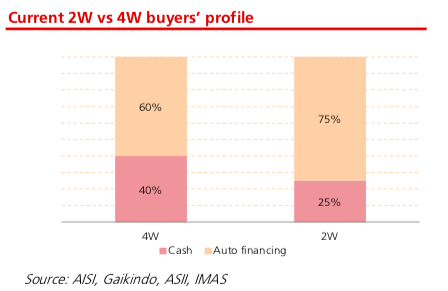 Current 2W vs 4W buyers' profile
60%
75%
40%
25%
4W
2W
Cash
Auto financing
Source: AISI, Gaikindo, ASII, IMAS